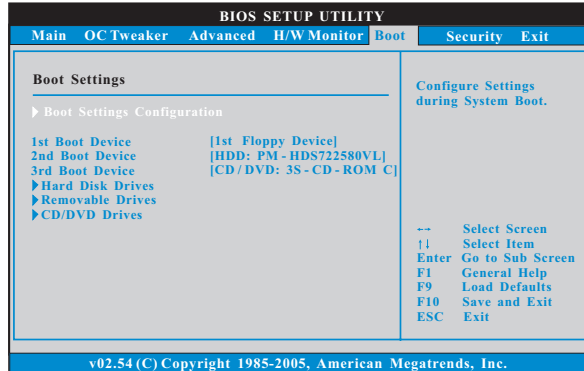 BIOS SETUP UTILITY
Main OC Tweaker Advanced H/W Monitor Boot Security Exit
Boot Settings
Boot Settings Configuration
1st Boot Device [1st Floppy Device]
2nd Boot Device [HDD: PM - HDS722580VL]
3rd Boot Device [CD / DVD: 3S - CD - ROM C]
Hard Disk Drives
Removable Drives
CD/DVD Drives
Configure Settings
during System Boot.
←→ Select Screen
↑↓ Select Item
Enter Go to Sub Screen
F1 General Help
F9 Load Defaults
F10 Save and Exit
ESC Exit
v02.54 (C) Copyright 1985-2005, American Megatrends, Inc.